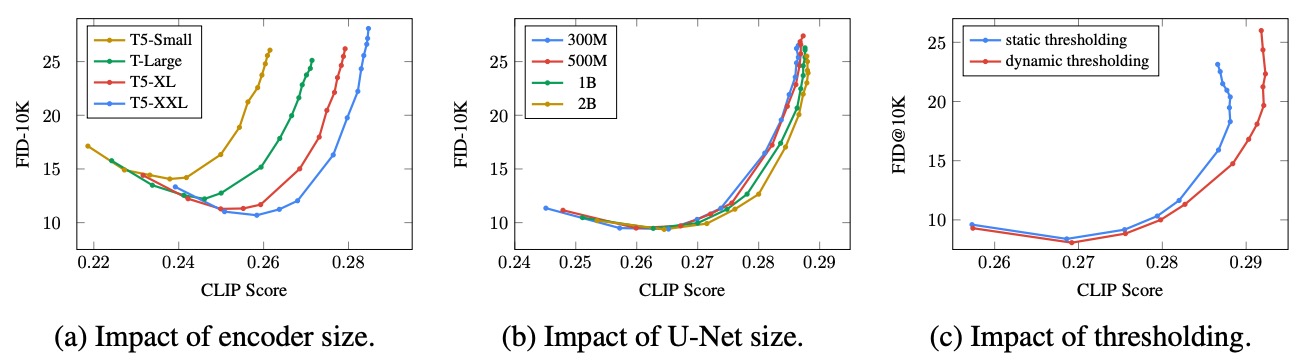 T5-Small
T-Large
T5-XL
T5-XXL
25
20
15
10
FID-10K
0.22 0.24 0.26 0.28
CLIP Score
(a) Impact of encoder size.
300M
500M
1B
2B
25
20
15
10
FID-10K
0.24 0.25 0.26 0.27 0.28 0.29
CLIP Score
(b) Impact of U-Net size.
static thresholding
dynamic thresholding
25
20
15
10
FID@10K
0.26 0.27 0.28 0.29
CLIP Score
(c) Impact of thresholding.